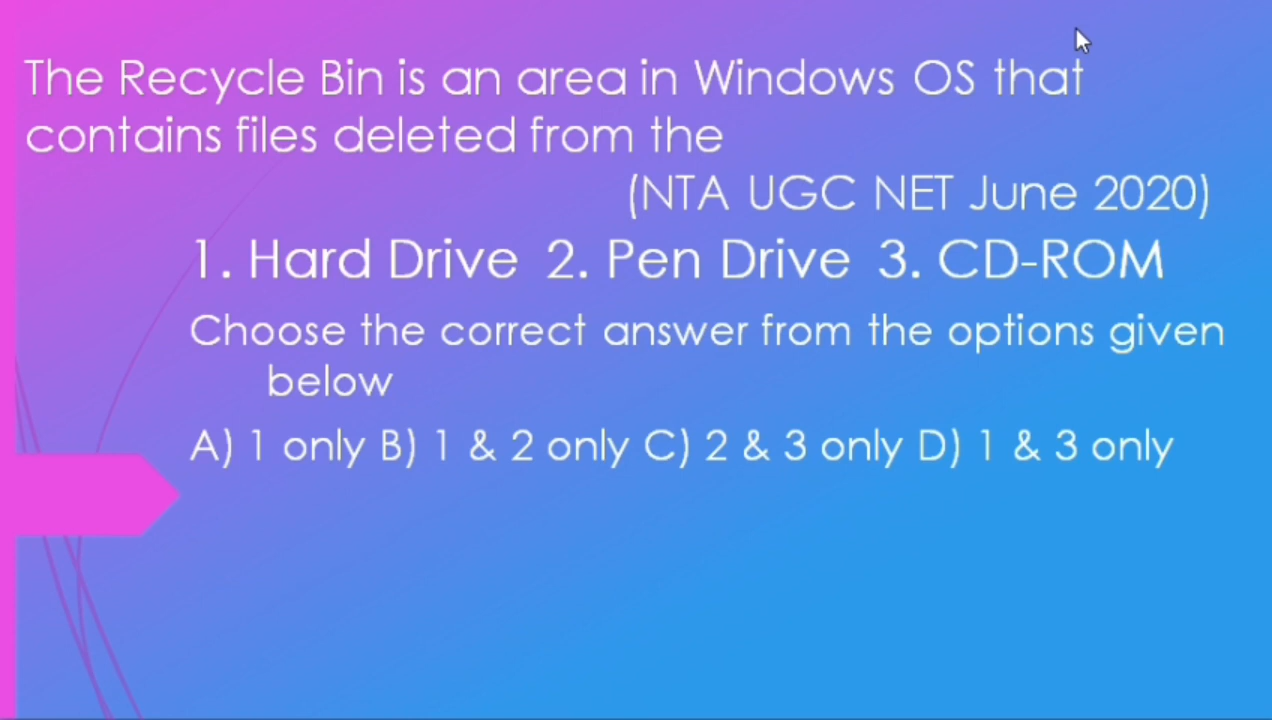 The Recycle Bin is an area in Windows OS that
contains files deleted from the
(NTA UGC NET June 2020)
1. Hard Drive 2. Pen Drive 3. CD-ROM
Choose the correct answer from the options given
below
A) 1 only B) 1 & 2 only C) 2 & 3 only D) 1 & 3 only